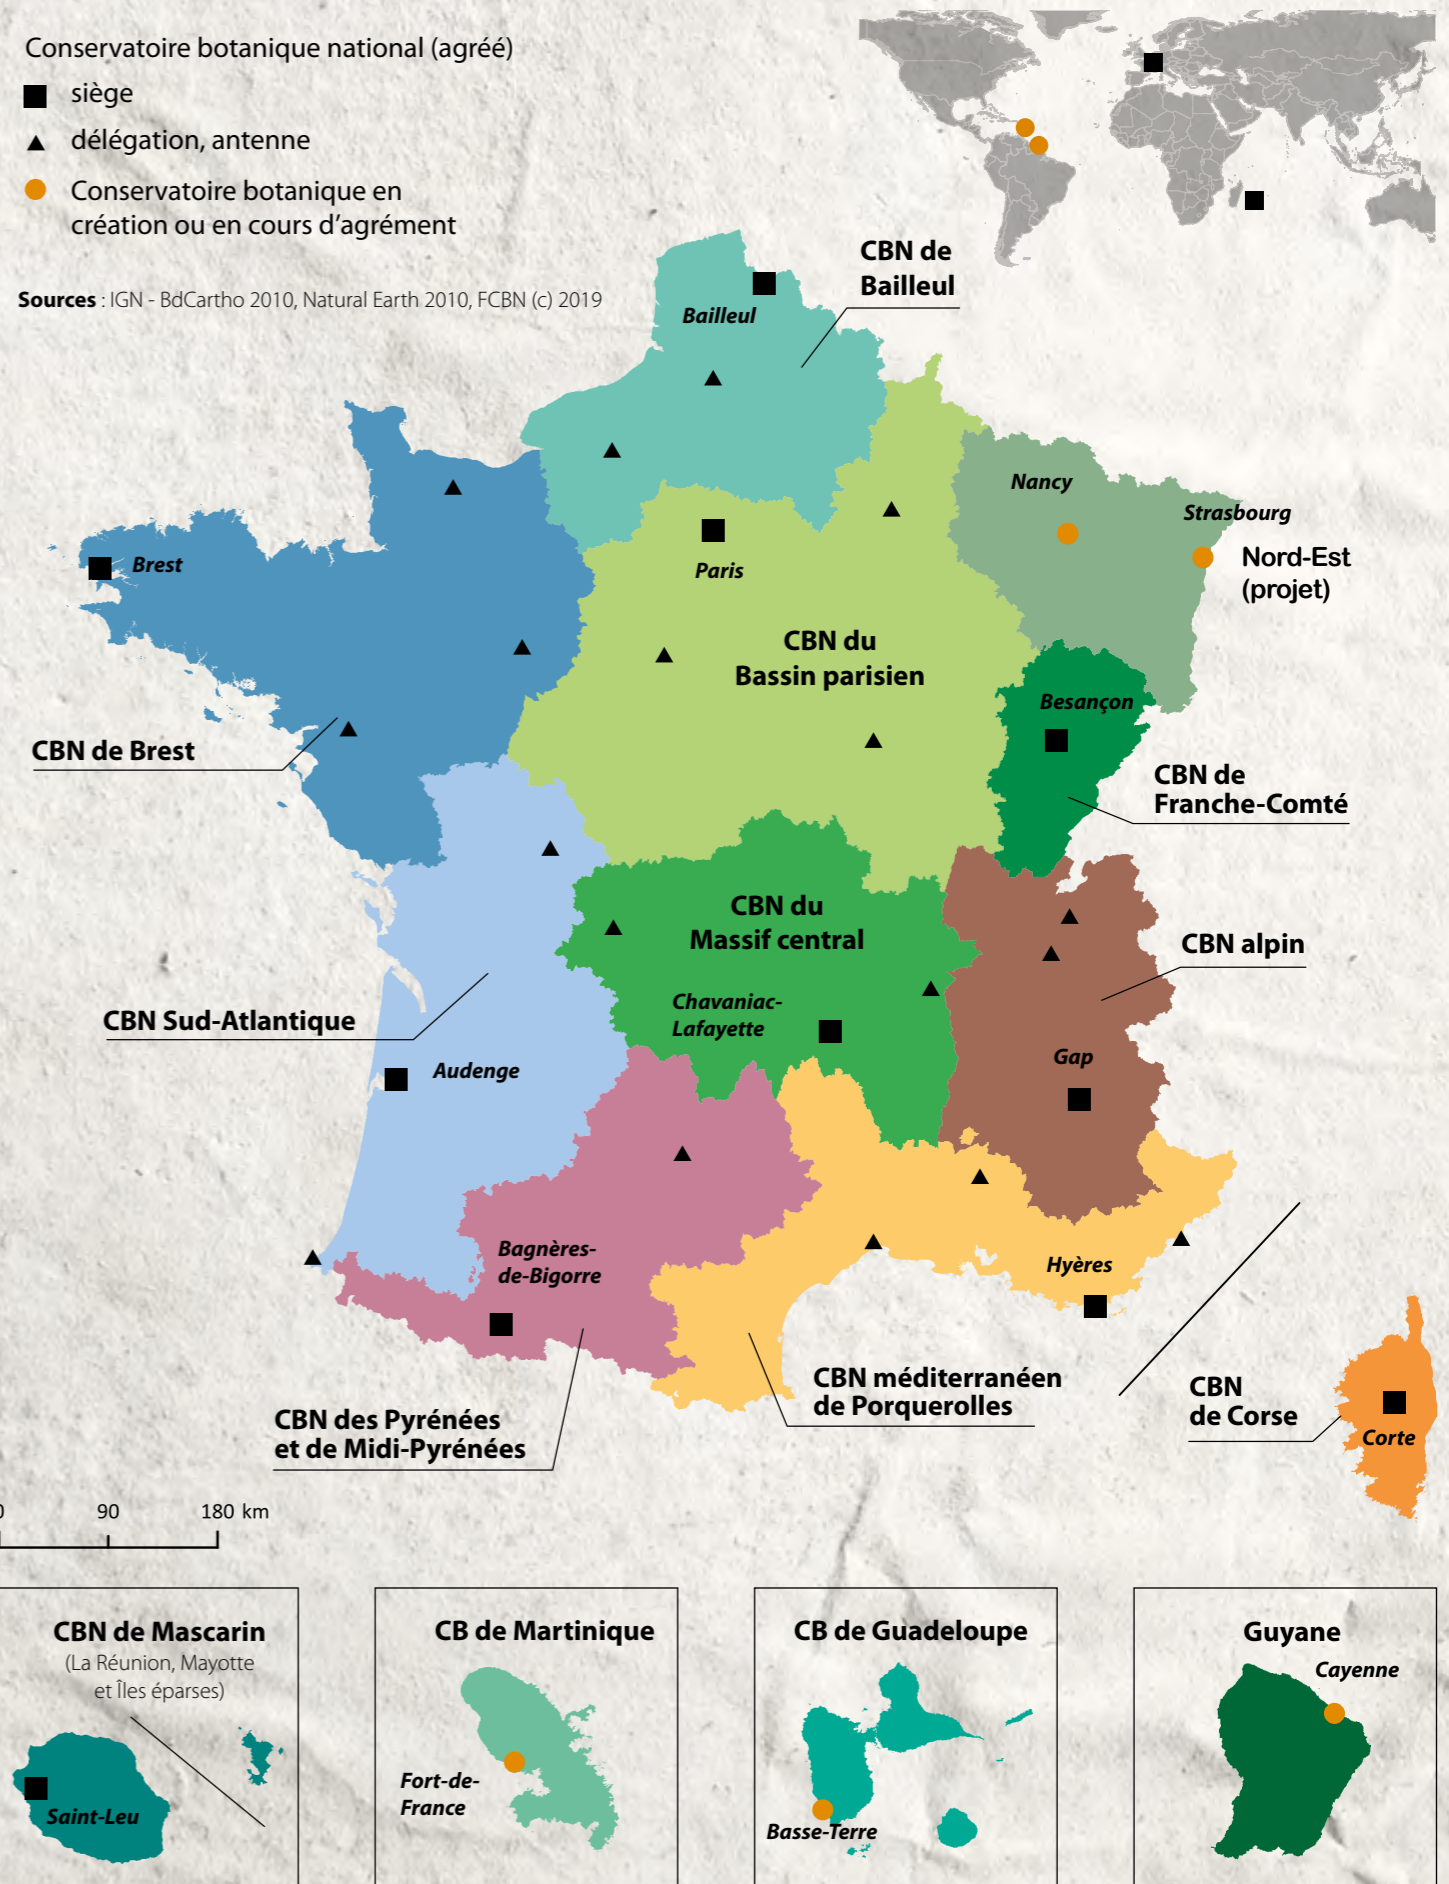 Conservatoire botanique national (agréé)
siège
délégation, antenne
Conservatoire botanique en
création ou en cours d'agrément
Sources : IGN - BdCartho 2010, Natural Earth 2010, FCBN (c) 2019
CBN de
Bailleul
Bailleul
Nancy
Strasbourg
Nord-Est
(projet)
Brest
Paris
CBN du
Bassin parisien
Besançon
CBN de Brest
CBN de
Franche-Comté
CBN du
Massif central
CBN alpin
Chavaniac-
Lafayette
CBN Sud-Atlantique
Gap
Audenge
Bagnères-
de-Bigorre
Hyères
CBN méditerranéen
de Porquerolles
CBN
de Corse
Corte
CBN des Pyrénées
et de Midi-Pyrénées
0 90 180 km
CBN de Mascarin
(La Réunion, Mayotte
et Îles éparses)
Saint-Leu
CB de Martinique
Fort-de-
France
CB de Guadeloupe
Basse-Terre
Guyane
Cayenne